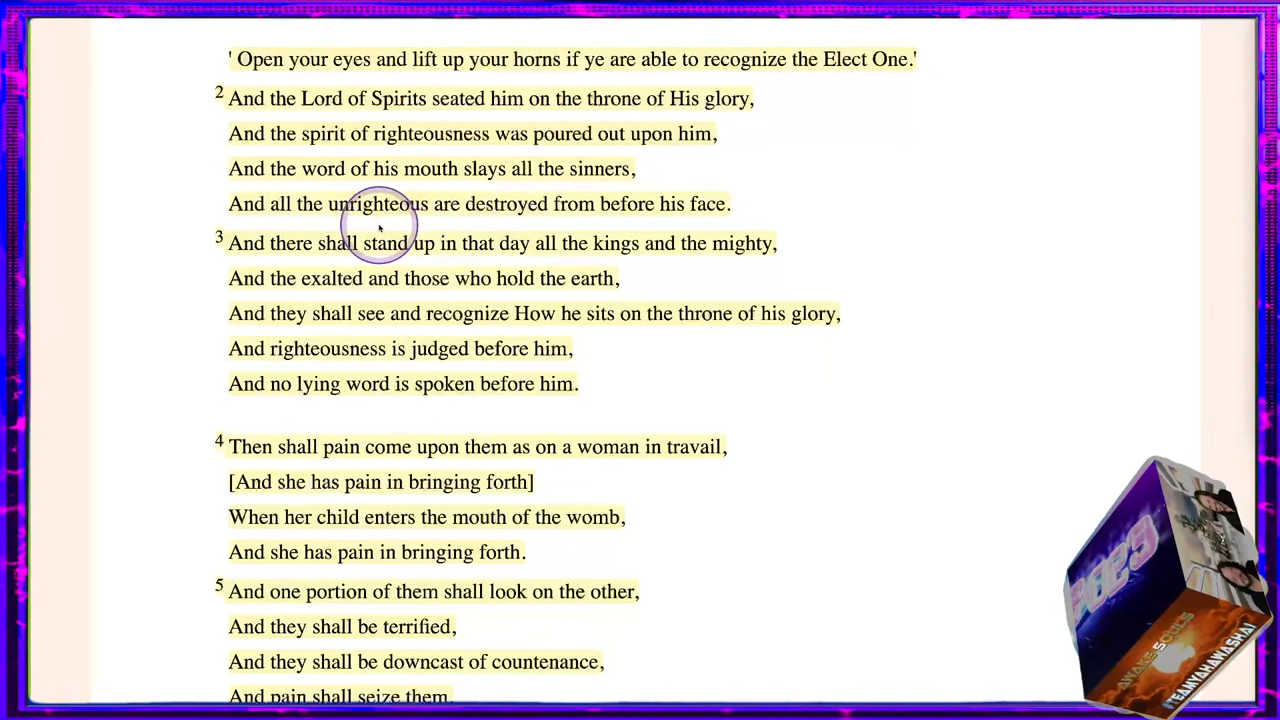 ' Open your eyes and lift up your horns if ye are able to recognize the Elect One.'
2 And the Lord of Spirits seated him on the throne of His glory,
And the spirit of righteousness was poured out upon him,
And the word of his mouth slays all the sinners,
And all the unrighteous are destroyed from before his face.
3 And there shall stand up in that day all the kings and the mighty,
And the exalted and those who hold the earth,
And they shall see and recognize How he sits on the throne of his glory,
And righteousness is judged before him,
And no lying word is spoken before him.
4 Then shall pain come upon them as on a woman in travail,
[And she has pain in bringing forth]
When her child enters the mouth of the womb,
And she has pain in bringing forth.
5 And one portion of them shall look on the other,
And they shall be terrified,
And they shall be downcast of countenance,
And pain shall seize them,
AWAKE SOULS
#TEAMYAHAWASHAI